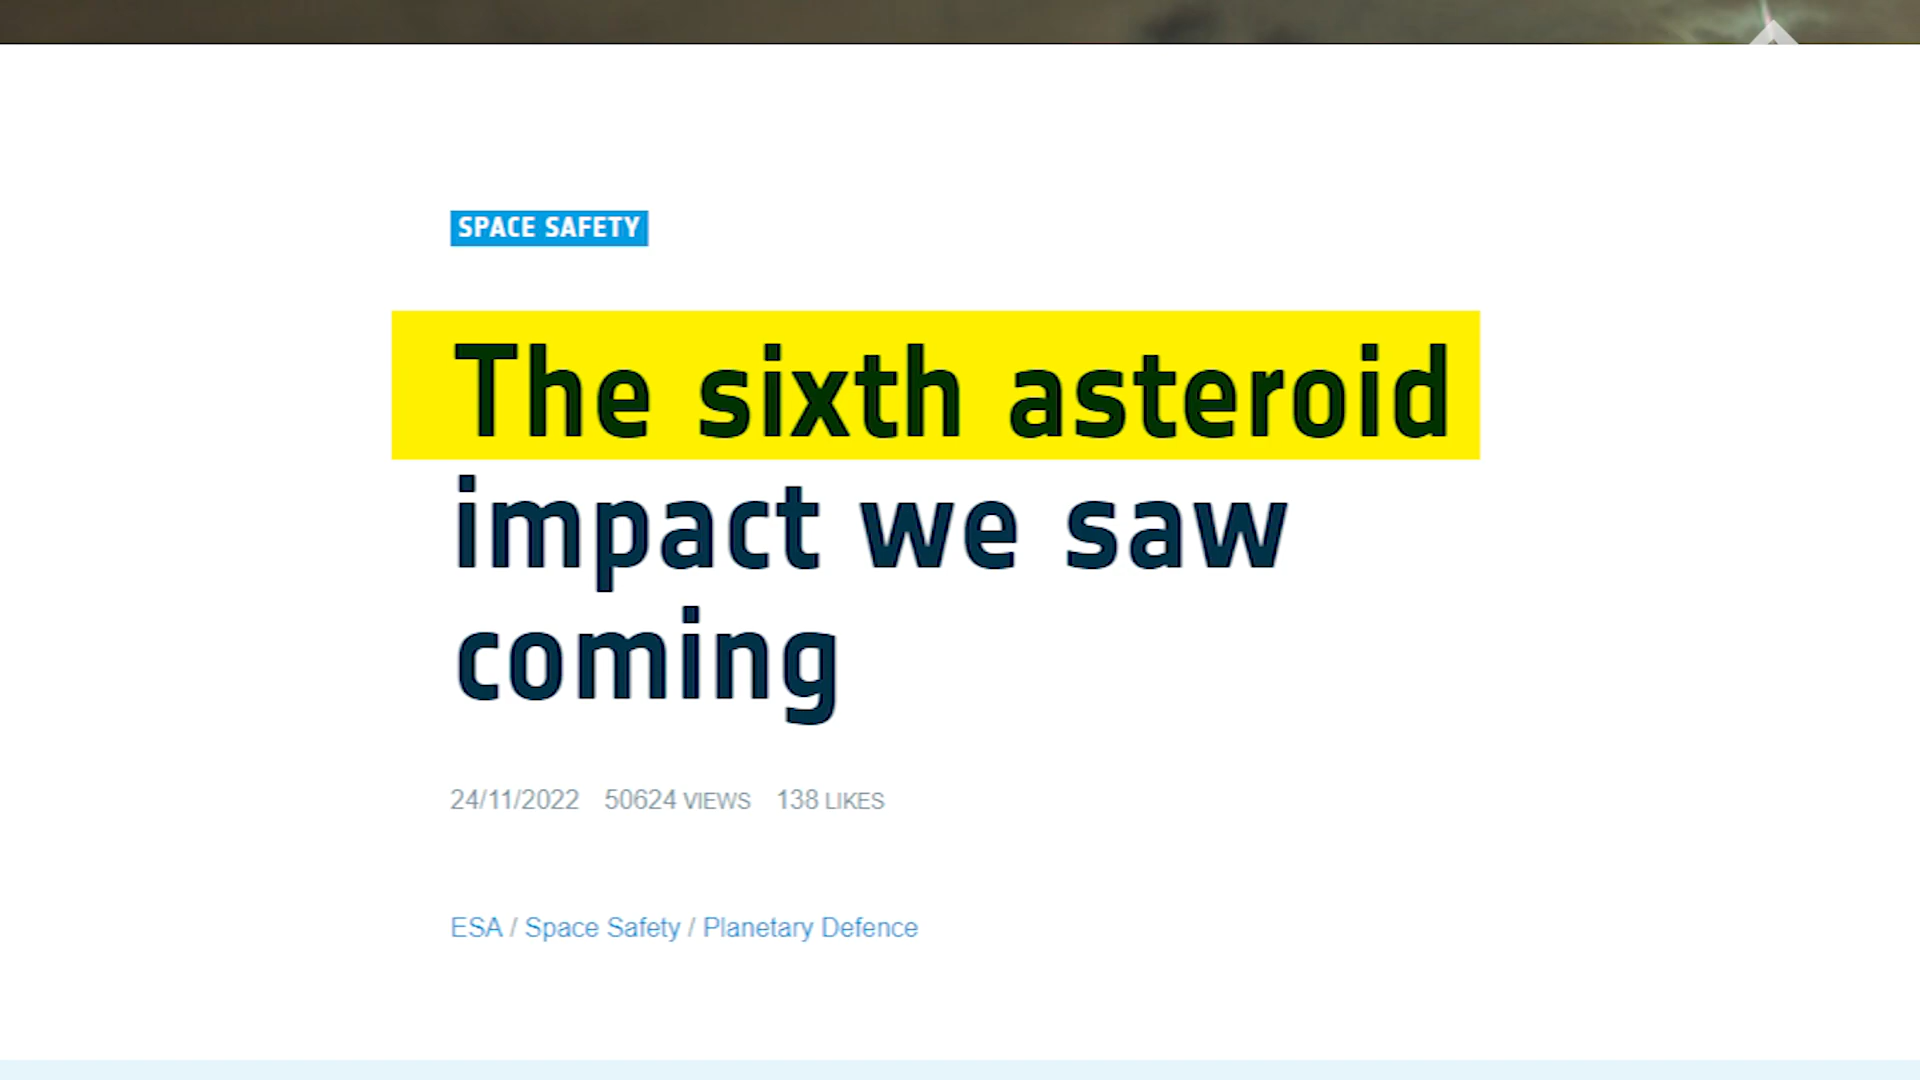 SPACE SAFETY
The sixth asteroid
impact we saw
coming
24/11/2022 50624 VIEWS 138 LIKES
ESA / Space Safety / Planetary Defence